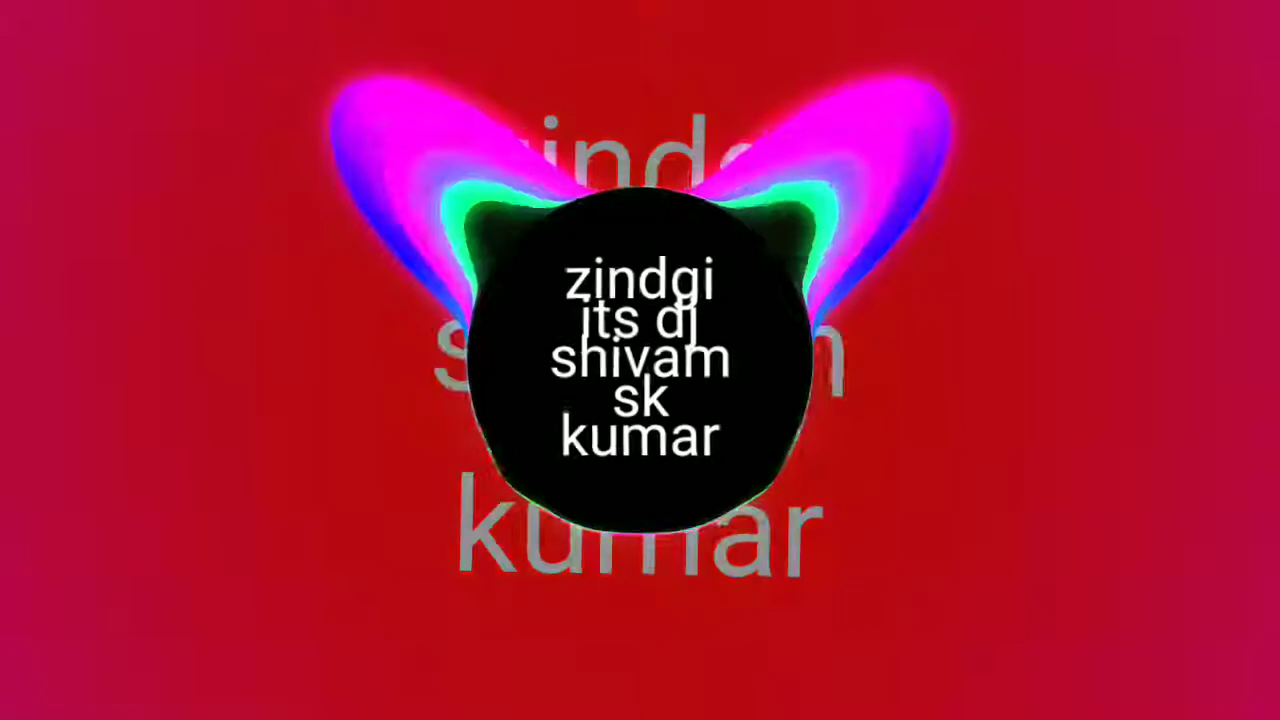 zindgi
its dj
shivam
sk
kumar
kumar